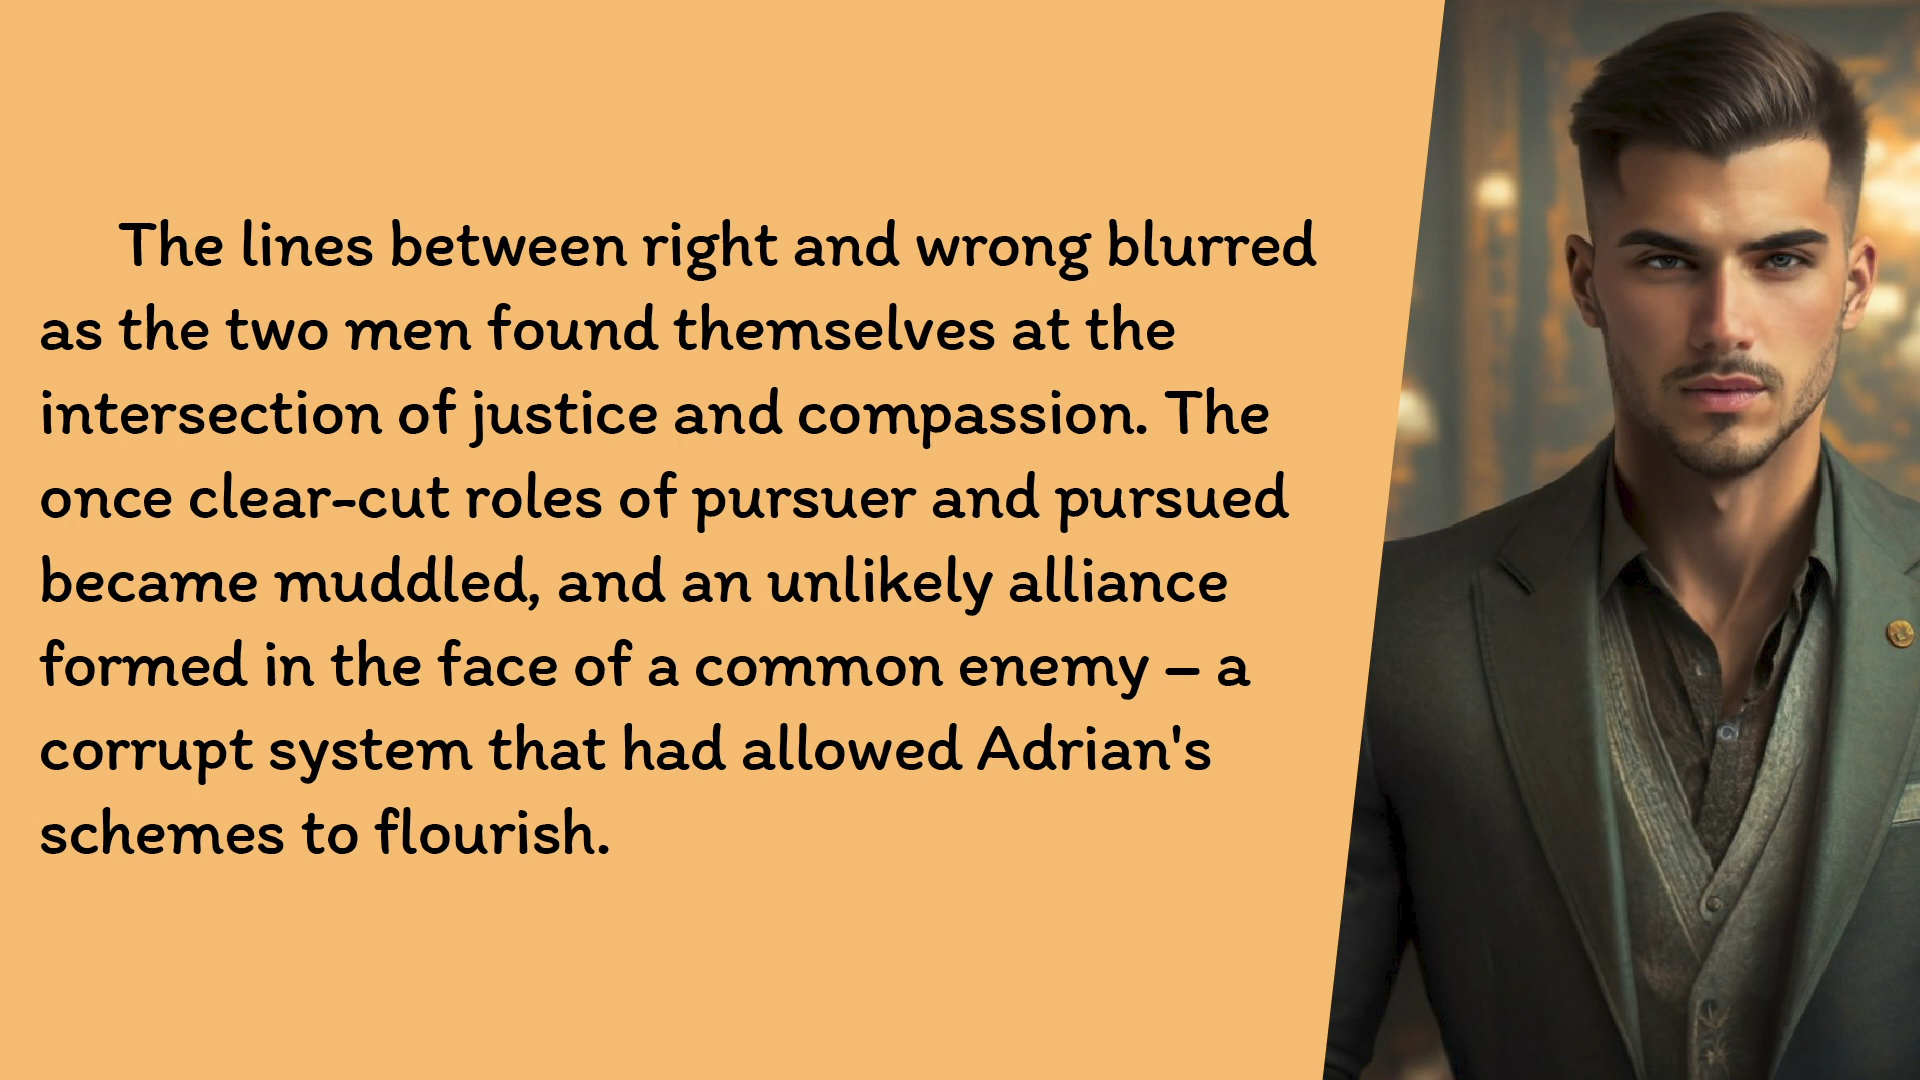 The lines between right and wrong blurred
as the two men found themselves at the
intersection of justice and compassion. The
once clear-cut roles of pursuer and pursued
became muddled, and an unlikely alliance
formed in the face of a common enemy – a
corrupt system that had allowed Adrian's
schemes to flourish.